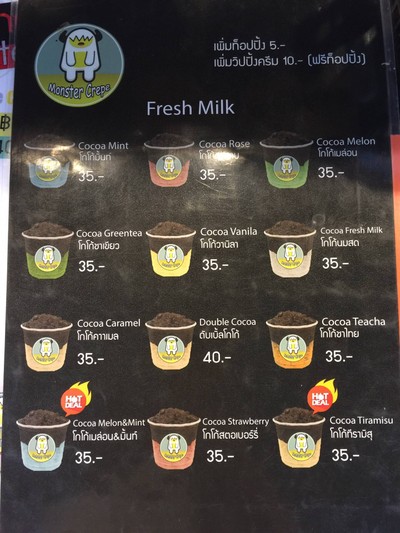 Monster Crepe
เพิ่มท็อปปิ้ง 5.-
เพิ่มวิปปิ้งครีม 10.- (ฟรีท็อปปิ้ง)
Fresh Milk
Cocoa Mint
โกโก้มิ้นท์
35.-
Cocoa Rose
35.-
Cocoa Melon
โกโก้เมล่อน
35.-
Cocoa Greentea
โกโก้ชาเขียว
35.-
Cocoa Vanila
โกโก้วานิลา
35.-
Cocoa Fresh Milk
โกโก้นมสด
35.-
Cocoa Caramel
โกโก้คาาเมล
35.-
Double Cocoa
ดับเบิ้ลโกโก้
40.-
Cocoa Teacha
โกโก้ชาไทย
35.-
HOT
DEAL
Cocoa Melon&Mint
โกโก้เมล่อน&มิ้นท์
35.-
Cocoa Strawberry
โกโก้สตอเบอร์รี่
35.-
HOT
DEAL
Cocoa Tiramisu
โกโก้ทีรามิสุ
35.-